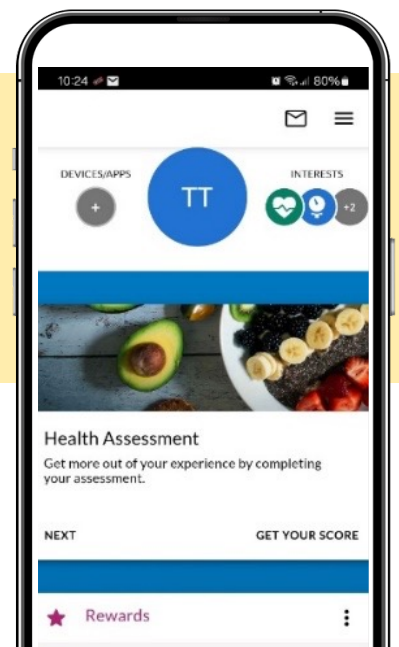 10:24
80%
DEVICES/APPS
INTERESTS
+
TT
+2
Health Assessment
Get more out of your experience by completing
your assessment.
NEXT
GET YOUR SCORE
Rewards